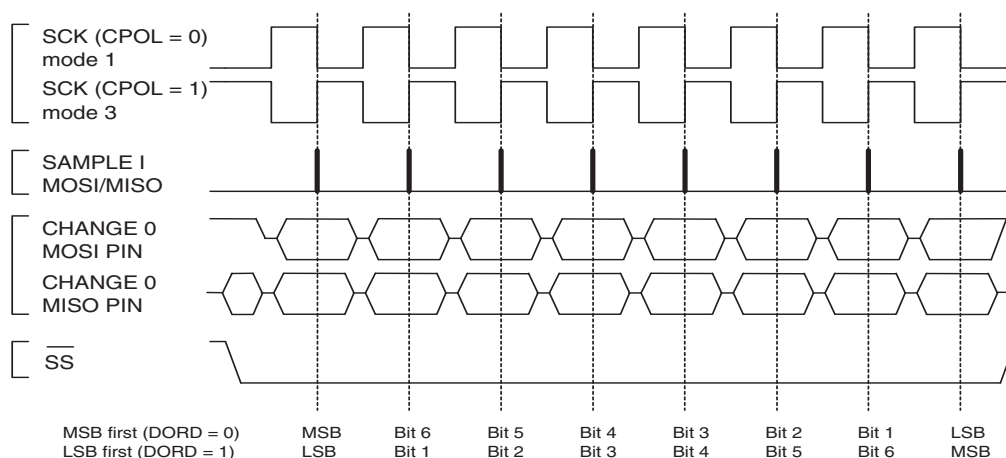 SCK (CPOL = 0)
mode 1
SCK (CPOL = 1)
mode 3
SAMPLE I
MOSI/MISO
CHANGE 0
MOSI PIN
CHANGE 0
MISO PIN
SS
MSB first (DORD = 0) MSB Bit 6 Bit 5 Bit 4 Bit 3 Bit 2 Bit 1 LSB
LSB first (DORD = 1) LSB Bit 1 Bit 2 Bit 3 Bit 4 Bit 5 Bit 6 MSB